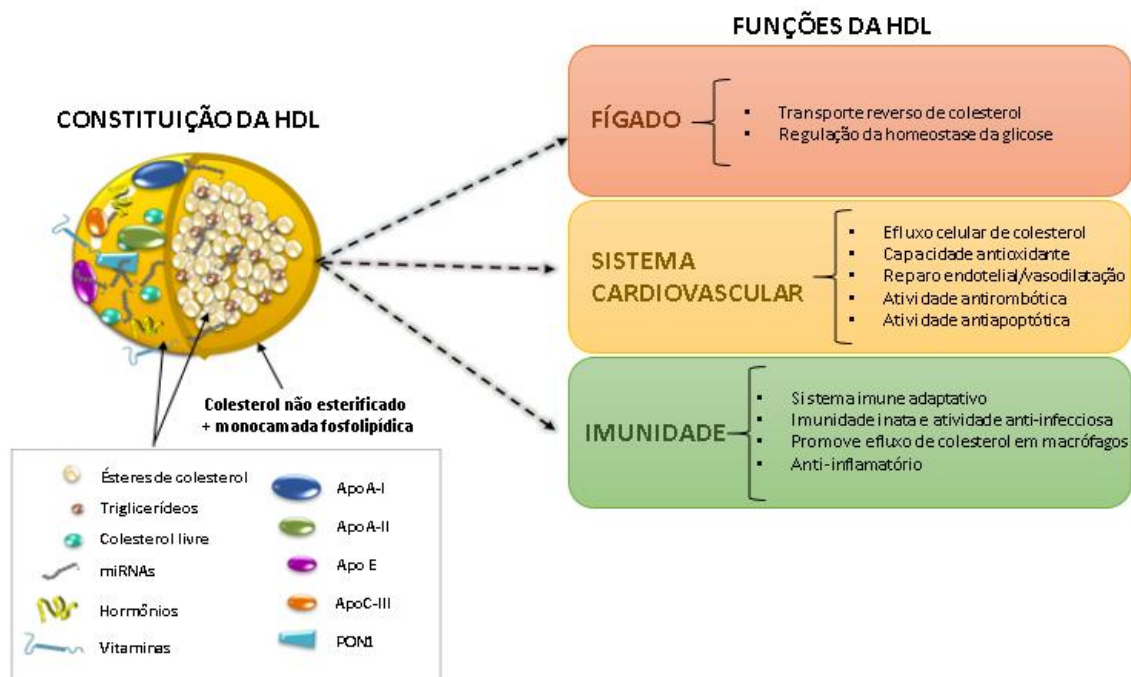 FUNÇÕES DA HDL
CONSTITUIÇÃO DA HDL
Colesterol não esterificado
+ monocamada fosfolipídica
Ésteres de colesterol
Triglicerídeos
Colesterol livre
miRNAs
Hormônios
Vitaminas
ApoA-I
ApoA-II
Apo E
ApoC-III
PON1
FÍGADO
▪ Transporte reverso de colesterol
▪ Regulação da homeostase da glicose
SISTEMA
CARDIOVASCULAR
▪ Efluxo celular de colesterol
▪ Capacidade antioxidante
▪ Reparo endotelial/vasodilatação
▪ Atividade antirombótica
▪ Atividade antiapoptótica
IMUNIDADE
▪ Sistema imune adaptativo
▪ Imunidade inata e atividade anti-infecciosa
▪ Promove efluxo de colesterol em macrófagos
▪ Anti-inflamatório